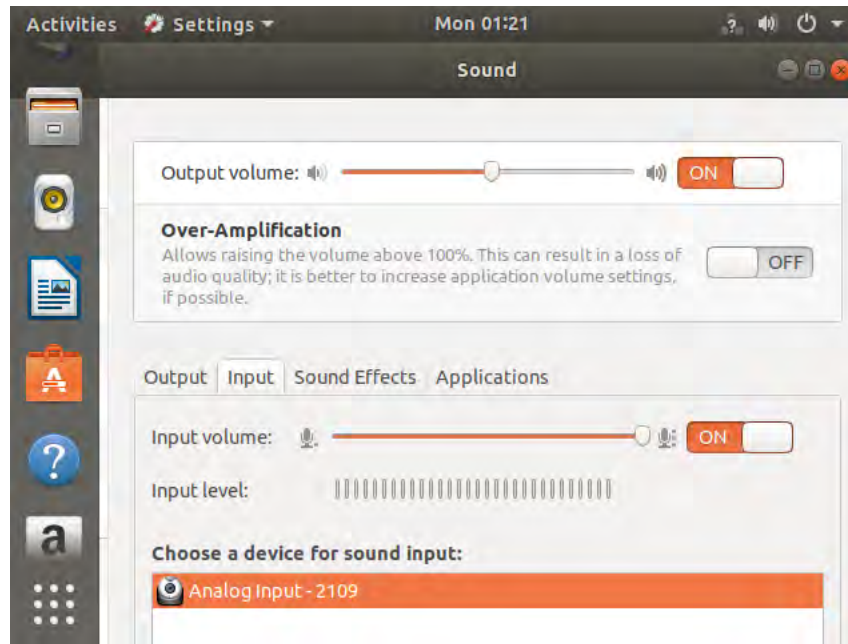 Activities Settings Mon 01:21 ?
Sound
Output volume: ON
Over-Amplification
Allows raising the volume above 100%. This can result in a loss of
audio quality; it is better to increase application volume settings,
if possible.
OFF
Output Input Sound Effects Applications
Input volume: ON
Input level:
Choose a device for sound input:
Analog Input - 2109
A
?
a